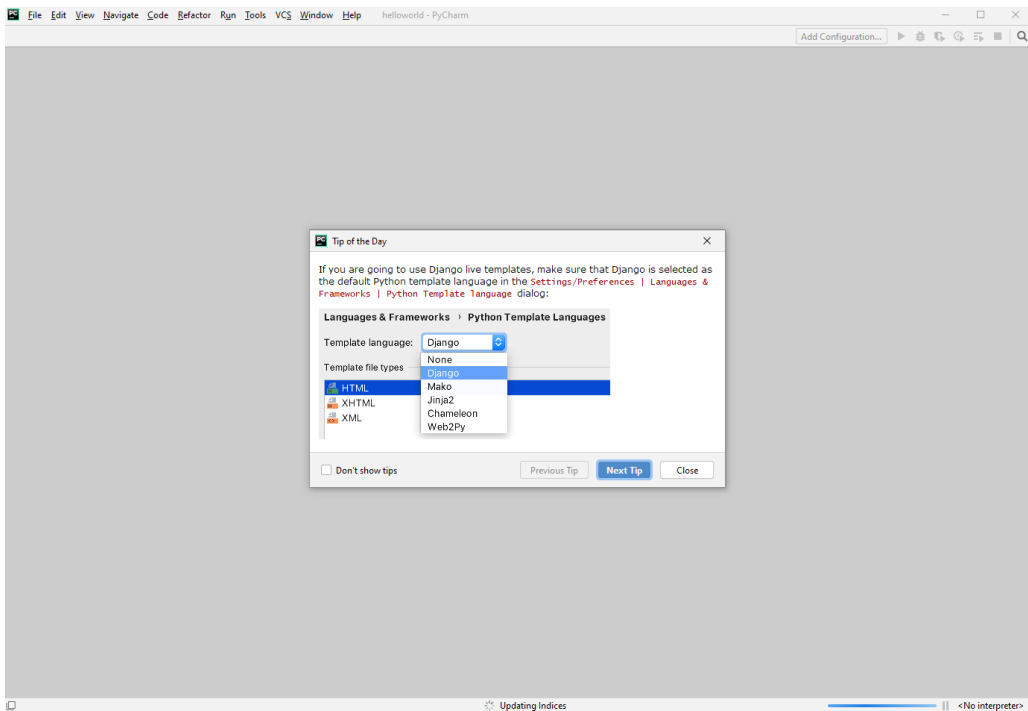 File Edit View Navigate Code Refactor Run Tools VCS Window Help helloworld - PyCharm
Add Configuration...
Tip of the Day
If you are going to use Django live templates, make sure that Django is selected as
the default Python template language in the Settings/Preferences | Languages &
Frameworks | Python Template language dialog:
Languages & Frameworks › Python Template Languages
Template language: Django
None
Template file types
Django
HTML
Mako
XHTML
Jinja2
XML
Chameleon
Web2Py
Don't show tips Previous Tip Next Tip Close
Updating Indices <No interpreter>